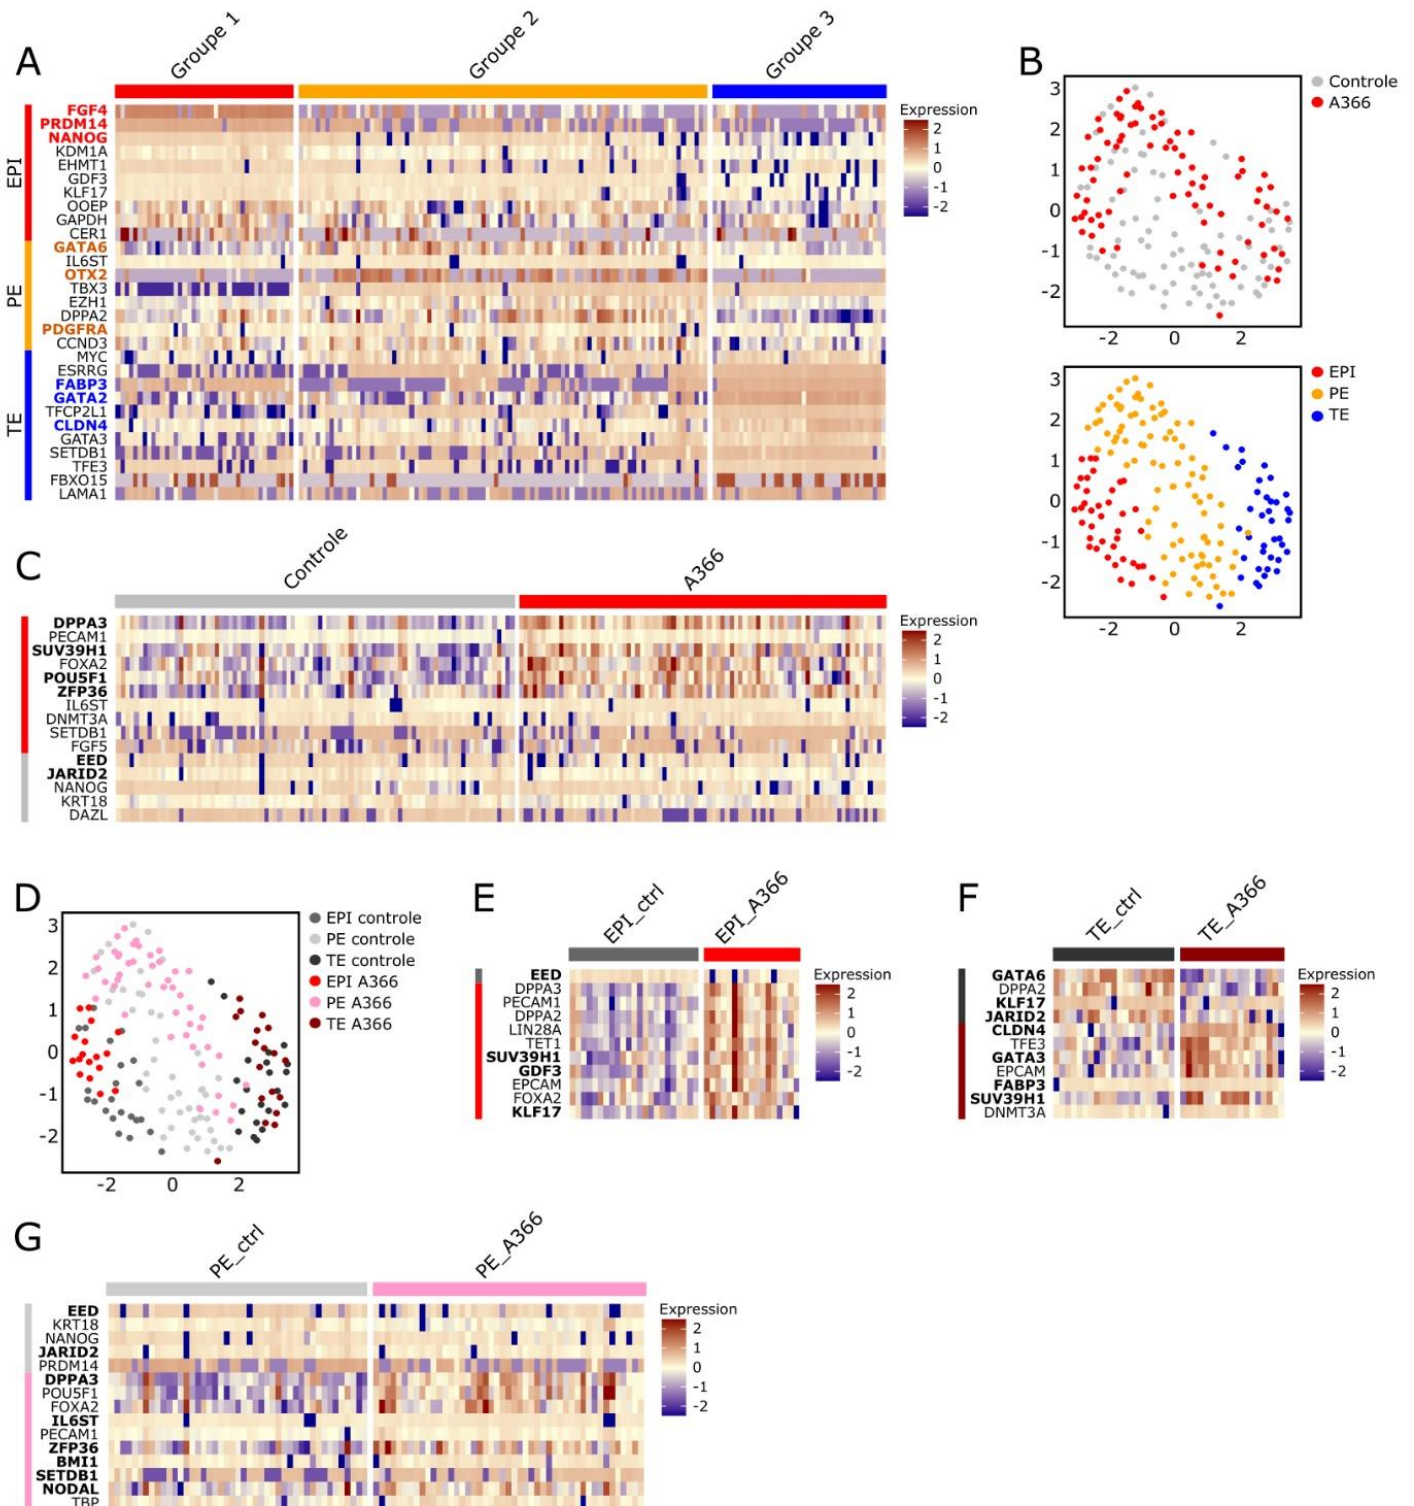 A
Groupe 1
Groupe 2
Groupe 3
EPI
PE
TE
FGF4
PRDM14
NANOG
KDM1A
EHMT1
GDF3
KLF17
OOEP
GAPDH
CER1
GATA6
IL6ST
OTX2
TBX3
EZH1
DPPA2
PDGFRA
CCND3
MYC
ESRRG
FABP3
GATA2
TFCP2L1
CLDN4
GATA3
SETDB1
TFE3
FBXO15
LAMA1
Expression
2
1
0
-1
-2
B
3
2
1
0
-1
-2
-2 0 2
Controle
A366
3
2
1
0
-1
-2
-2 0 2
EPI
PE
TE
C
Controle
A366
DPPA3
PECAM1
SUV39H1
FOXA2
POU5F1
ZFP36
IL6ST
DNMT3A
SETDB1
FGF5
EED
JARID2
NANOG
KRT18
DAZL
Expression
2
1
0
-1
-2
D
3
2
1
0
-1
-2
-2 0 2
EPI controle
PE controle
TE controle
EPI A366
PE A366
TE A366
E
EPI_ctrl
EPI_A366
EED
DPPA3
PECAM1
DPPA2
LIN28A
TET1
SUV39H1
GDF3
EPCAM
FOXA2
KLF17
Expression
2
1
0
-1
-2
F
TE_ctrl
TE_A366
GATA6
DPPA2
KLF17
JARID2
CLDN4
TFE3
GATA3
EPCAM
FABP3
SUV39H1
DNMT3A
Expression
2
1
0
-1
-2
G
PE_ctrl
PE_A366
EED
KRT18
NANOG
JARID2
PRDM14
DPPA3
POU5F1
FOXA2
IL6ST
PECAM1
ZFP36
BMI1
SETDB1
NODAL
TBP
Expression
2
1
0
-1
-2